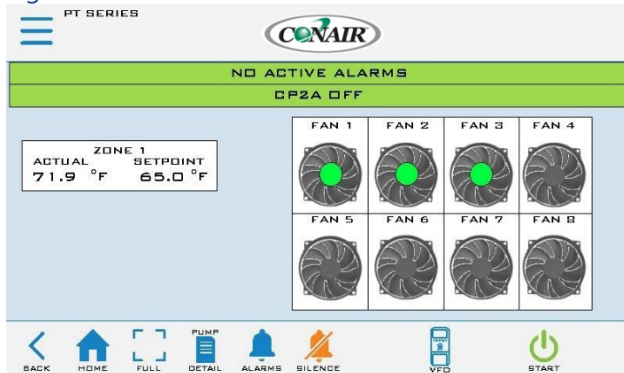 PT SERIES
CONAIR
NO ACTIVE ALARMS
CP2A OFF
ZONE 1
ACTUAL SETPOINT
71.9 °F 65.0 °F
FAN 1 FAN 2 FAN 3 FAN 4
FAN 5 FAN 6 FAN 7 FAN 8
PUMP
BACK HOME FULL DETAIL ALARMS SILENCE VFD START